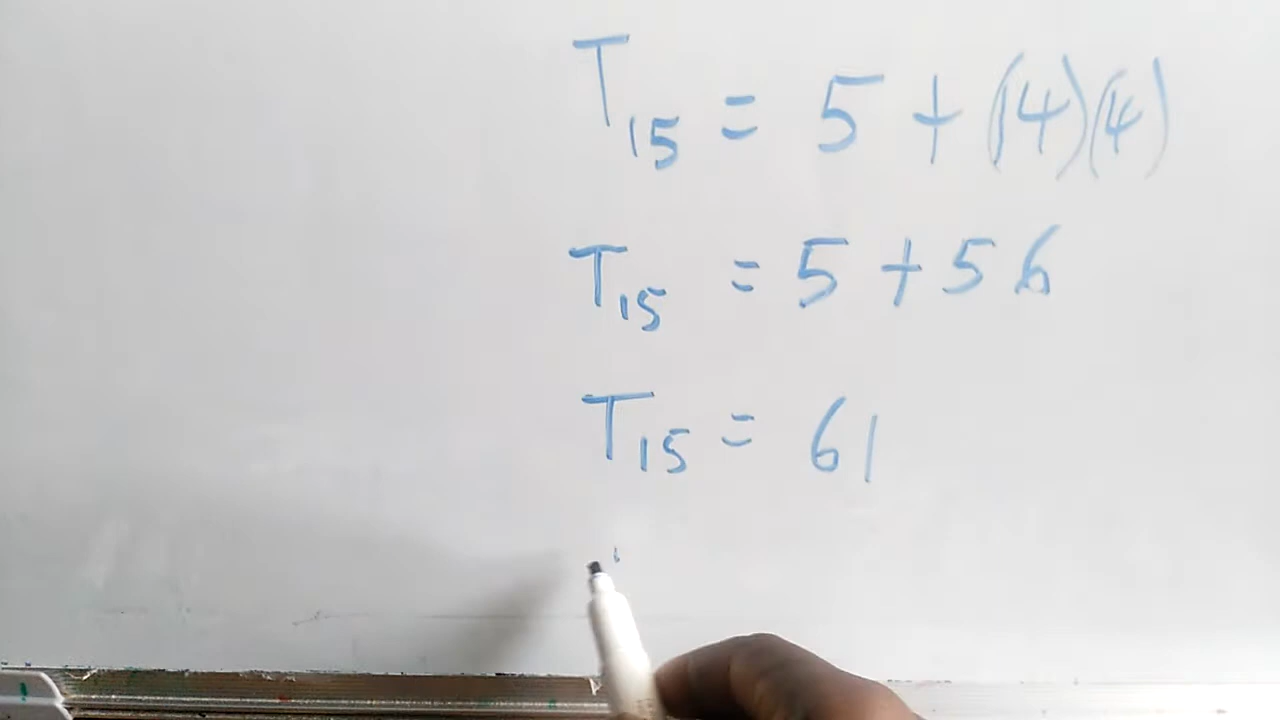 T₁₅ = 5 + (14)(4)
T₁₅ = 5 + 56
T₁₅ = 61